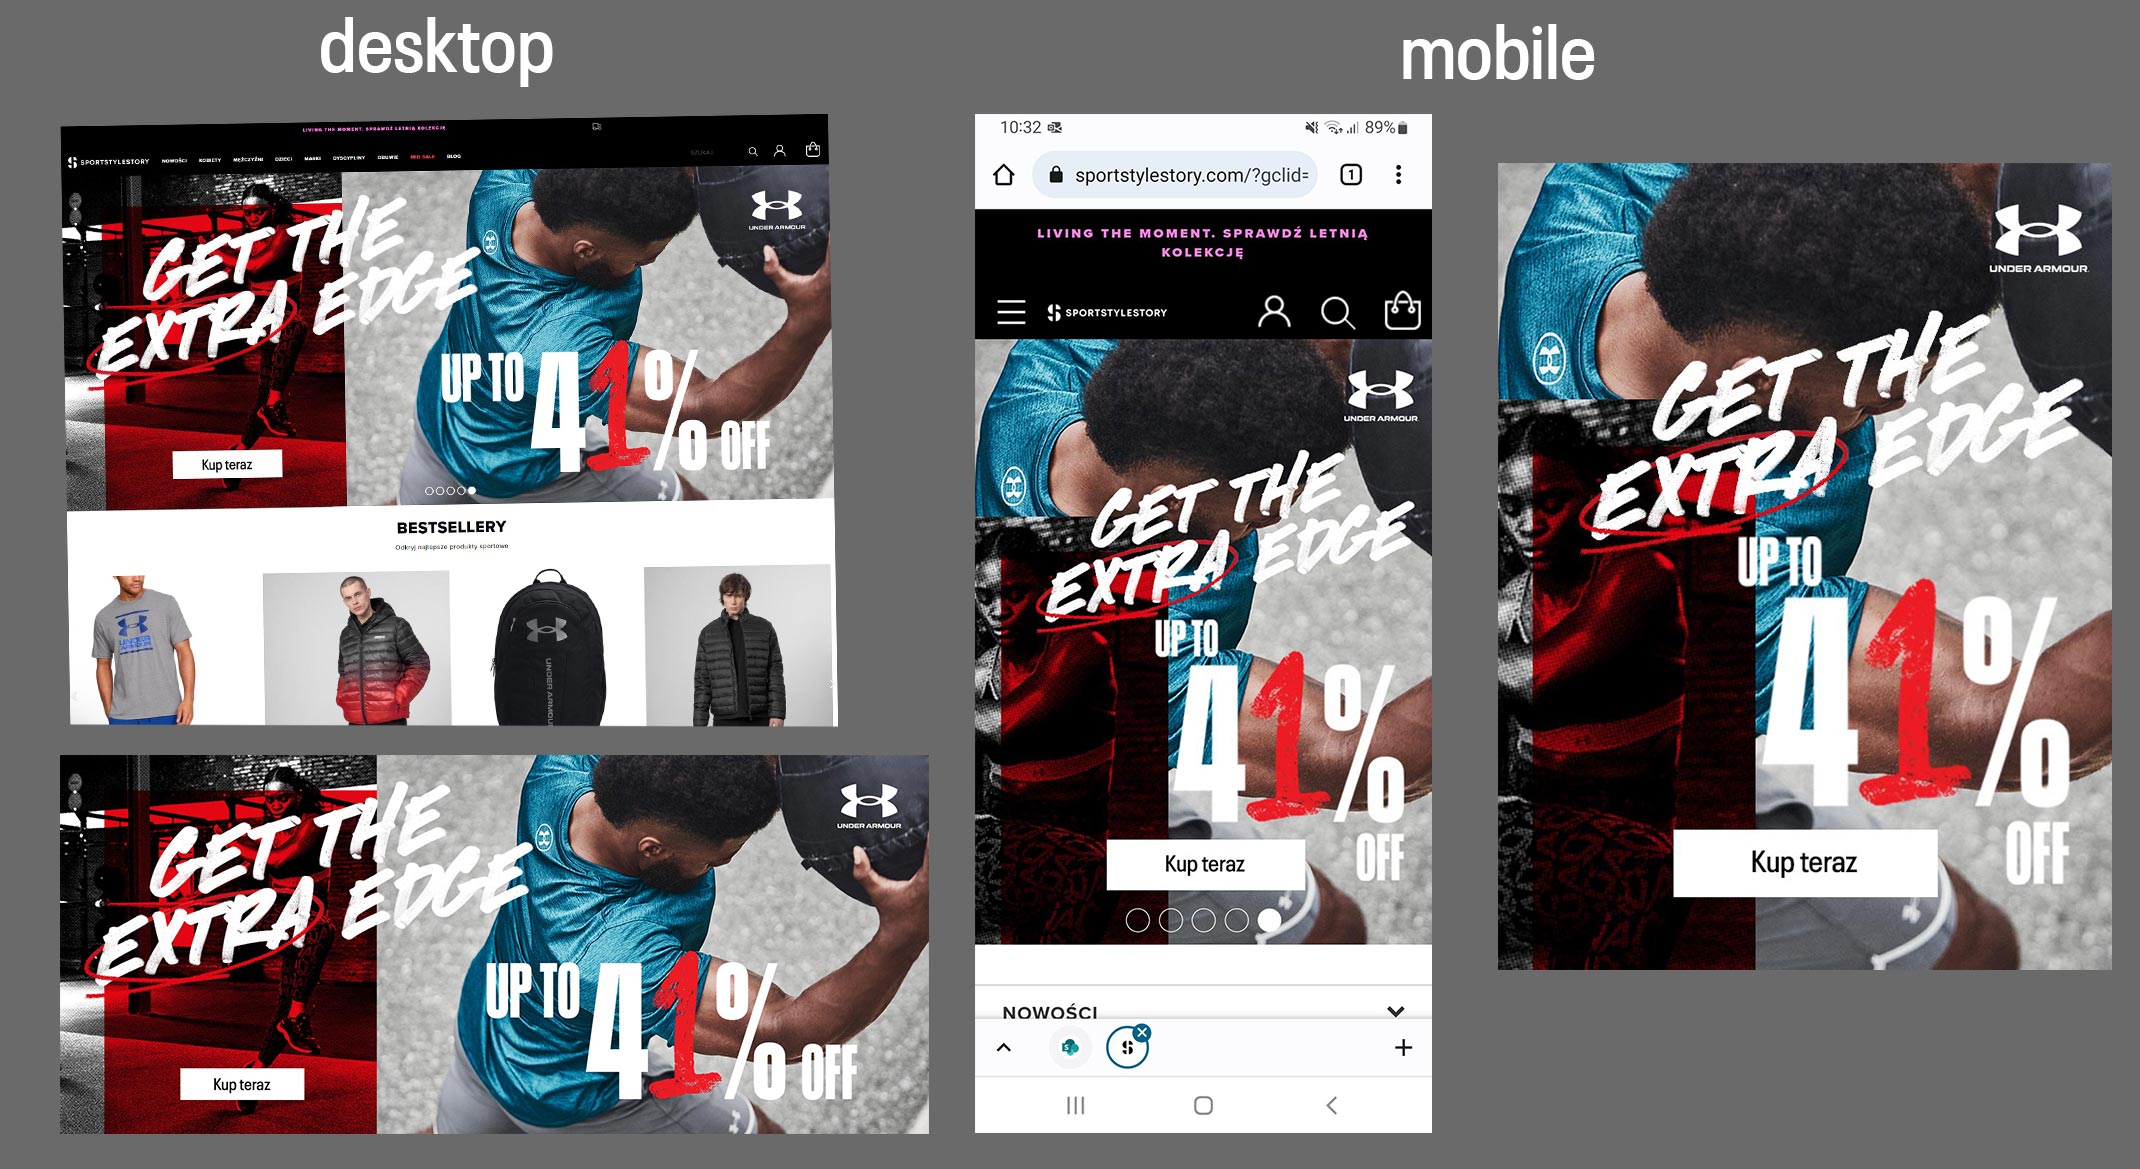 desktop
LIVING THE MOMENT. SPRAWDŹ LETNIĄ KOLEKCJĘ
SPORTSTYLESTORY NOWOŚCI KOBIETY MĘŻCZYŹNI DZIECI MARKI DYSCYPLINY OBUWIE RED SALE BLOG SZUKAJ
GET THE
EXTRA EDGE
UNDER ARMOUR
UP TO 41% OFF
Kup teraz
BESTSELLERY
Odkryj najlepsze produkty sportowe
UNDER
ARMOUR
UNDER ARMOUR
GET THE
EXTRA EDGE
UNDER ARMOUR
UP TO 41% OFF
Kup teraz
mobile
10:32 89%
sportstylestory.com/?gclid= 1
LIVING THE MOMENT. SPRAWDŹ LETNIĄ
KOLEKCJĘ
SPORTSTYLESTORY
UNDER ARMOUR
GET THE
EXTRA EDGE
UP TO
41%
OFF
Kup teraz
NOWOŚCI
UNDER ARMOUR
GET THE
EXTRA EDGE
UP TO
41%
OFF
Kup teraz